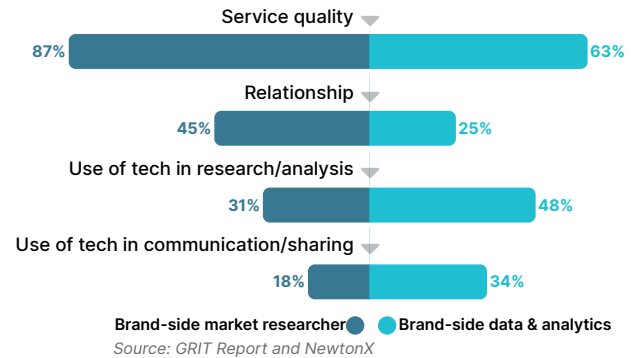 Service quality
87% 63%
Relationship
45% 25%
Use of tech in research/analysis
31% 48%
Use of tech in communication/sharing
18% 34%
Brand-side market researcher Brand-side data & analytics
Source: GRIT Report and NewtonX